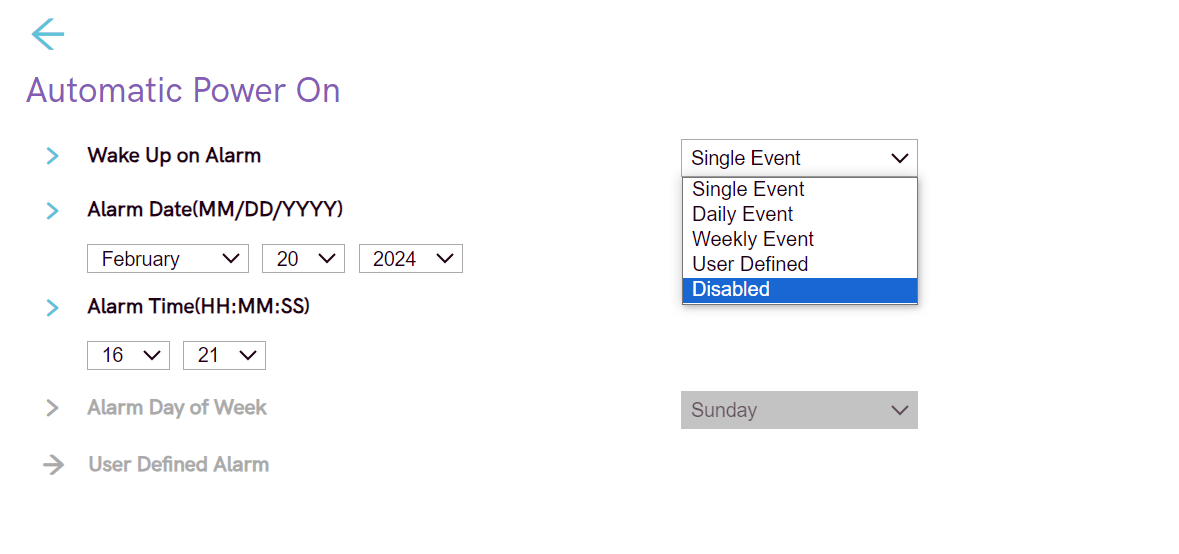 Automatic Power On
Wake Up on Alarm
Single Event
Single Event
Daily Event
Weekly Event
User Defined
Disabled
Alarm Date(MM/DD/YYYY)
February 20 2024
Alarm Time(HH:MM:SS)
16 21
Alarm Day of Week
Sunday
User Defined Alarm